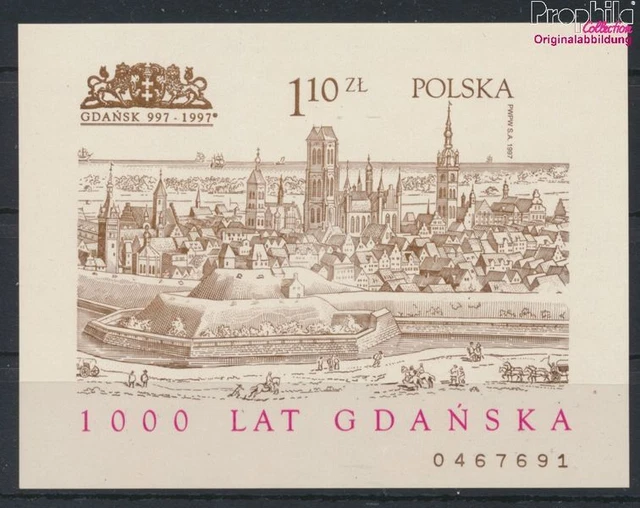 Prophila
Collection
Originalabbildung
1 10 ZŁ
POLSKA
GDAŃSK 997 - 1997
PWPW S.A. 1997
1000 LAT GDAŃSKA
0467691